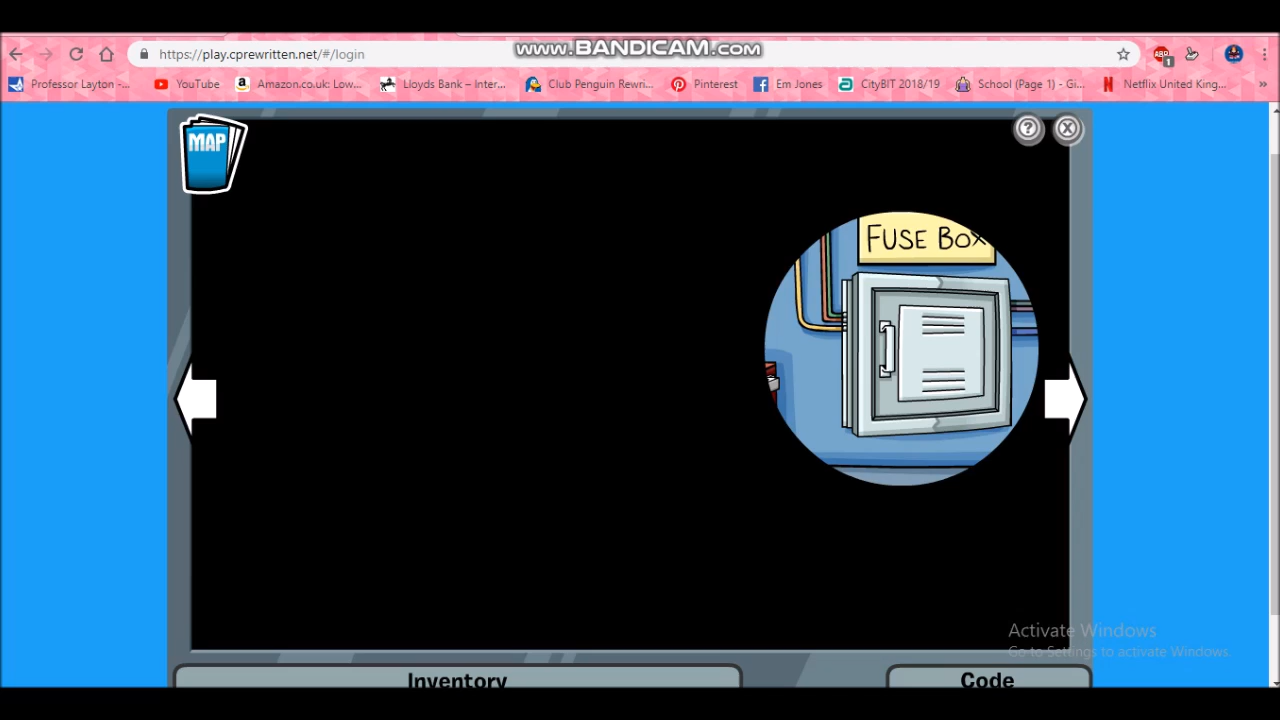 www.BANDICAM.com
https://play.cprewritten.net/#/login
ABP
1
Professor Layton -...
YouTube
Amazon.co.uk: Low...
Lloyds Bank – Inter...
Club Penguin Rewri...
Pinterest
Em Jones
CityBIT 2018/19
School (Page 1) - Gi...
Netflix United King...
»
MAP
?
X
FUSE BOX
Activate Windows
Go to Settings to activate Windows.
Inventory
Code